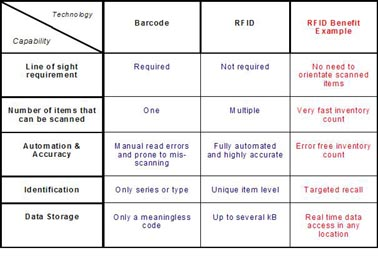 Technology
Capability
Barcode
RFID
RFID Benefit
Example
Line of sight
requirement
Required
Not required
No need to
orientate scanned
items
Number of items that
can be scanned
One
Multiple
Very fast inventory
count
Automation &
Accuracy
Manual read errors
and prone to mis-
scanning
Fully automated
and highly accurate
Error free inventory
count
Identification
Only series or type
Unique item level
Targeted recall
Data Storage
Only a meaningless
code
Up to several kB
Real time data
access in any
location